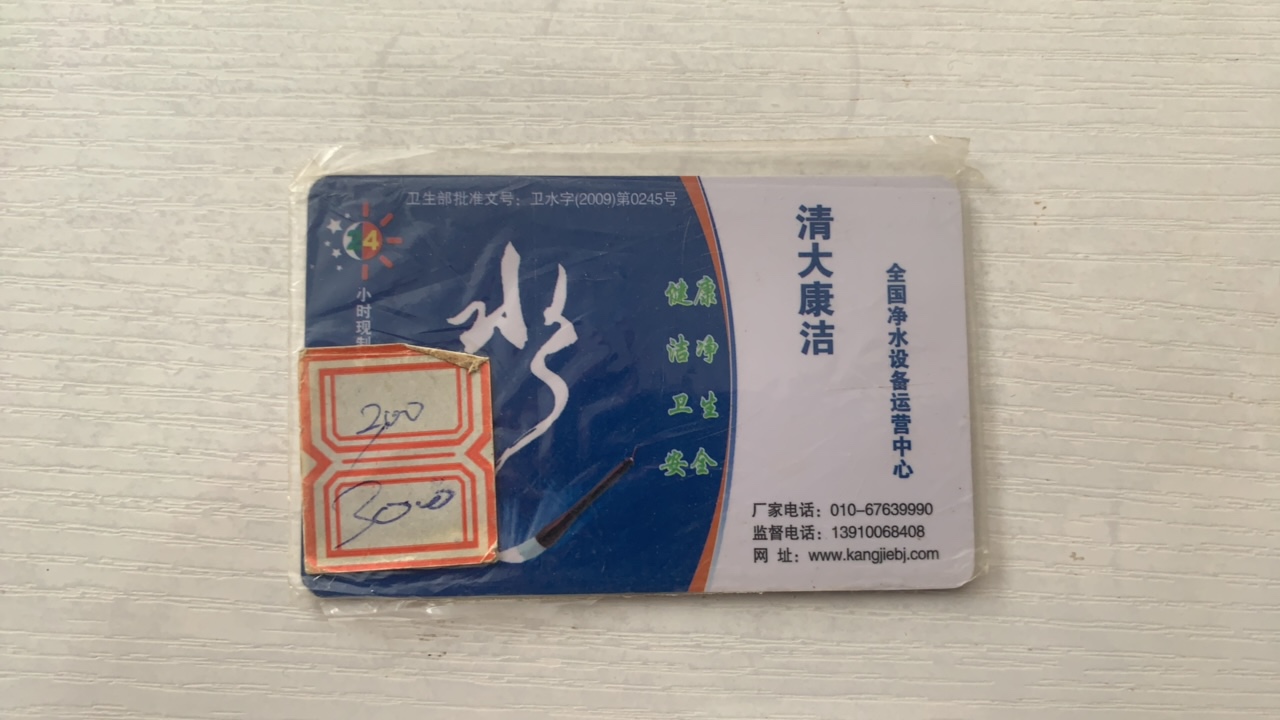 卫生部批准文号：卫水字(2009)第0245号
24
小时现制
水
健康
洁净
卫生
安全
清大康洁
全国净水设备运营中心
厂家电话：010-67639990
监督电话：13910068408
网 址：www.kangjiebj.com
200